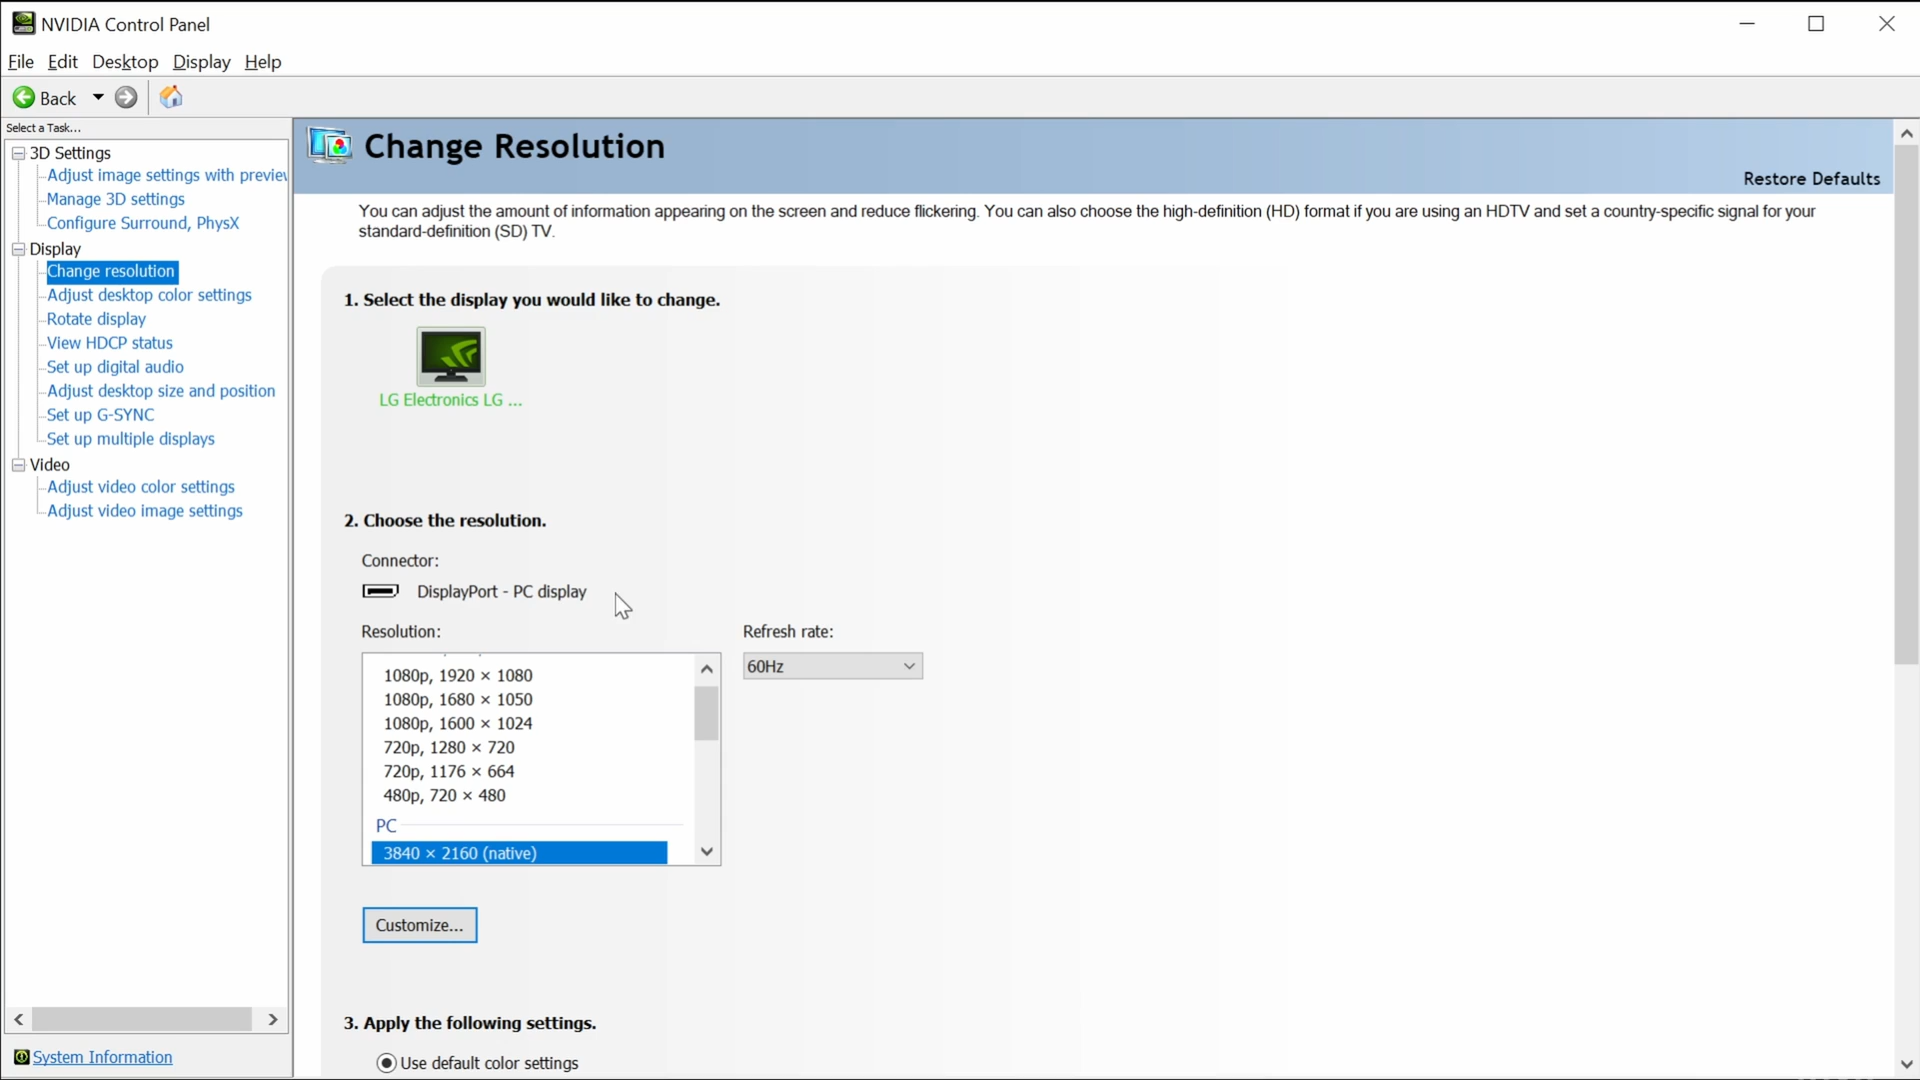 NVIDIA Control Panel
File Edit Desktop Display Help
Back
Select a Task...
3D Settings
Adjust image settings with preview
Manage 3D settings
Configure Surround, PhysX
Display
Change resolution
Adjust desktop color settings
Rotate display
View HDCP status
Set up digital audio
Adjust desktop size and position
Set up G-SYNC
Set up multiple displays
Video
Adjust video color settings
Adjust video image settings
System Information
Change Resolution
Restore Defaults
You can adjust the amount of information appearing on the screen and reduce flickering. You can also choose the high-definition (HD) format if you are using an HDTV and set a country-specific signal for your
standard-definition (SD) TV.
1. Select the display you would like to change.
LG Electronics LG ...
2. Choose the resolution.
Connector:
DisplayPort - PC display
Resolution:
Refresh rate:
60Hz
1080p, 1920 × 1080
1080p, 1680 × 1050
1080p, 1600 × 1024
720p, 1280 × 720
720p, 1176 × 664
480p, 720 × 480
PC
3840 × 2160 (native)
Customize...
3. Apply the following settings.
Use default color settings